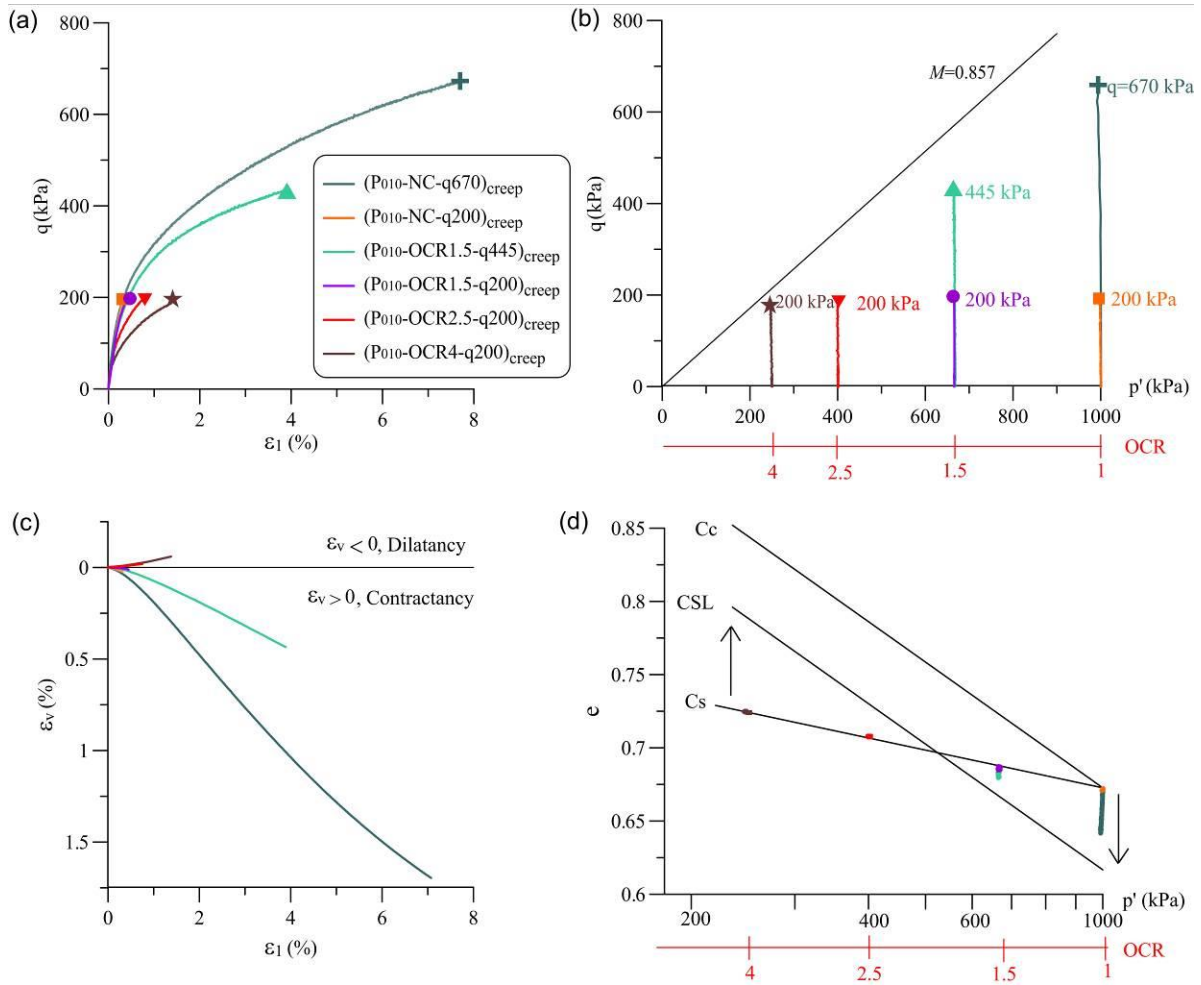 (a)
800
600
400
200
0
q(kPa)
0 2 4 6 8
ε1 (%)
(P010-NC-q670)creep
(P010-NC-q200)creep
(P010-OCR1.5-q445)creep
(P010-OCR1.5-q200)creep
(P010-OCR2.5-q200)creep
(P010-OCR4-q200)creep
(b)
800
600
400
200
0
q(kPa)
M=0.857
q=670 kPa
445 kPa
200 kPa 200 kPa 200 kPa 200 kPa
0 200 400 600 800 1000
p' (kPa)
OCR
4 2.5 1.5 1
(c)
0
0.5
1
1.5
εv (%)
εv < 0, Dilatancy
εv > 0, Contractancy
0 2 4 6 8
ε1 (%)
(d)
0.85
0.8
0.75
0.7
0.65
0.6
e
Cc
CSL
Cs
200 400 600 1000
p' (kPa)
OCR
4 2.5 1.5 1